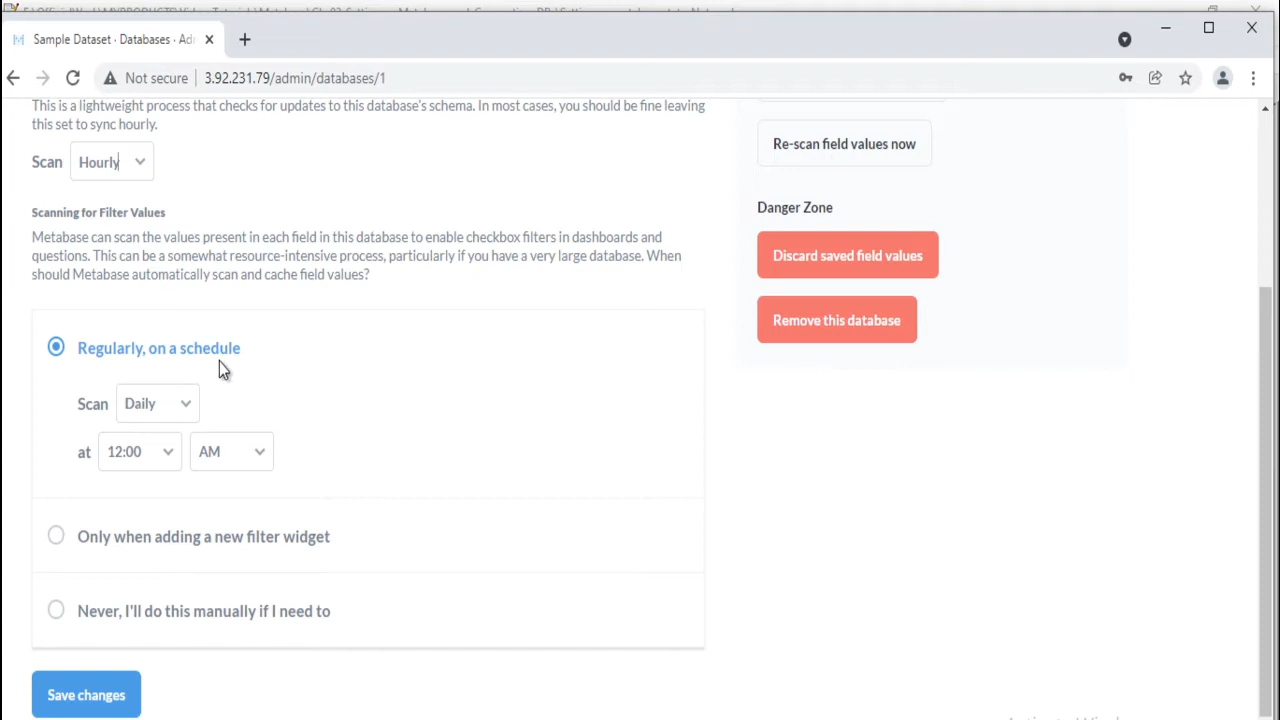 Sample Dataset · Databases · Ad
Not secure
3.92.231.79/admin/databases/1
This is a lightweight process that checks for updates to this database's schema. In most cases, you should be fine leaving
this set to sync hourly.
Scan Hourly
Scanning for Filter Values
Metabase can scan the values present in each field in this database to enable checkbox filters in dashboards and
questions. This can be a somewhat resource-intensive process, particularly if you have a very large database. When
should Metabase automatically scan and cache field values?
Regularly, on a schedule
Scan Daily
at 12:00 AM
Only when adding a new filter widget
Never, I'll do this manually if I need to
Save changes
Re-scan field values now
Danger Zone
Discard saved field values
Remove this database